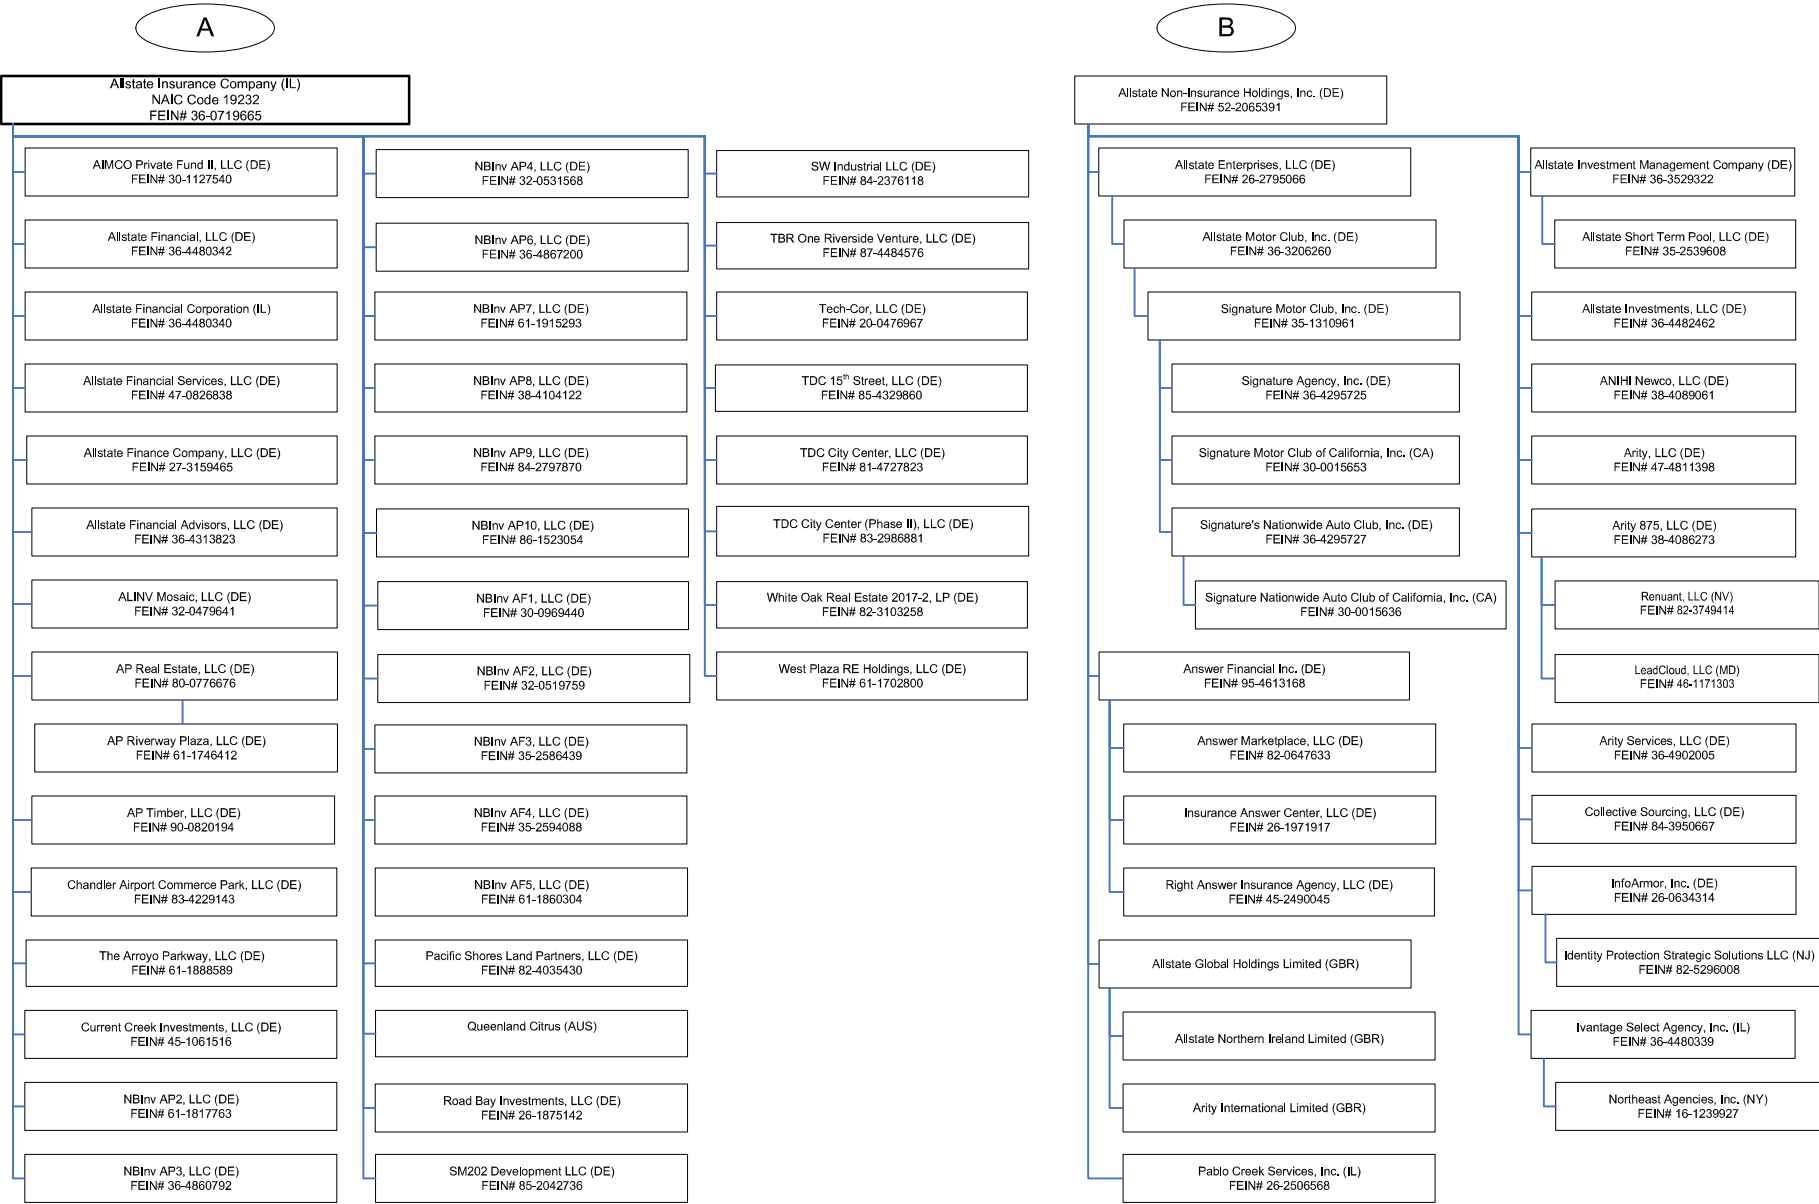 A
Allstate Insurance Company (IL)
NAIC Code 19232
FEIN# 36-0719665
AIMCO Private Fund II, LLC (DE)
FEIN# 30-1127540
Allstate Financial, LLC (DE)
FEIN# 36-4480342
Allstate Financial Corporation (IL)
FEIN# 36-4480340
Allstate Financial Services, LLC (DE)
FEIN# 47-0826838
Allstate Finance Company, LLC (DE)
FEIN# 27-3159465
Allstate Financial Advisors, LLC (DE)
FEIN# 36-4313823
ALINV Mosaic, LLC (DE)
FEIN# 32-0479641
AP Real Estate, LLC (DE)
FEIN# 80-0776676
AP Riverway Plaza, LLC (DE)
FEIN# 61-1746412
AP Timber, LLC (DE)
FEIN# 90-0820194
Chandler Airport Commerce Park, LLC (DE)
FEIN# 83-4229143
The Arroyo Parkway, LLC (DE)
FEIN# 61-1888589
Current Creek Investments, LLC (DE)
FEIN# 45-1061516
NBInv AP2, LLC (DE)
FEIN# 61-1817763
NBInv AP3, LLC (DE)
FEIN# 36-4860792
NBInv AP4, LLC (DE)
FEIN# 32-0531568
NBInv AP6, LLC (DE)
FEIN# 36-4867200
NBInv AP7, LLC (DE)
FEIN# 61-1915293
NBInv AP8, LLC (DE)
FEIN# 38-4104122
NBInv AP9, LLC (DE)
FEIN# 84-2797870
NBInv AP10, LLC (DE)
FEIN# 86-1523054
NBInv AF1, LLC (DE)
FEIN# 30-0969440
NBInv AF2, LLC (DE)
FEIN# 32-0519759
NBInv AF3, LLC (DE)
FEIN# 35-2586439
NBInv AF4, LLC (DE)
FEIN# 35-2594088
NBInv AF5, LLC (DE)
FEIN# 61-1860304
Pacific Shores Land Partners, LLC (DE)
FEIN# 82-4035430
Queenland Citrus (AUS)
Road Bay Investments, LLC (DE)
FEIN# 26-1875142
SM202 Development LLC (DE)
FEIN# 85-2042736
SW Industrial LLC (DE)
FEIN# 84-2376118
TBR One Riverside Venture, LLC (DE)
FEIN# 87-4484576
Tech-Cor, LLC (DE)
FEIN# 20-0476967
TDC 15th Street, LLC (DE)
FEIN# 85-4329860
TDC City Center, LLC (DE)
FEIN# 81-4727823
TDC City Center (Phase II), LLC (DE)
FEIN# 83-2986881
White Oak Real Estate 2017-2, LP (DE)
FEIN# 82-3103258
West Plaza RE Holdings, LLC (DE)
FEIN# 61-1702800
B
Allstate Non-Insurance Holdings, Inc. (DE)
FEIN# 52-2065391
Allstate Enterprises, LLC (DE)
FEIN# 26-2795066
Allstate Motor Club, Inc. (DE)
FEIN# 36-3206260
Signature Motor Club, Inc. (DE)
FEIN# 35-1310961
Signature Agency, Inc. (DE)
FEIN# 36-4295725
Signature Motor Club of California, Inc. (CA)
FEIN# 30-0015653
Signature's Nationwide Auto Club, Inc. (DE)
FEIN# 36-4295727
Signature Nationwide Auto Club of California, Inc. (CA)
FEIN# 30-0015636
Answer Financial Inc. (DE)
FEIN# 95-4613168
Answer Marketplace, LLC (DE)
FEIN# 82-0647633
Insurance Answer Center, LLC (DE)
FEIN# 26-1971917
Right Answer Insurance Agency, LLC (DE)
FEIN# 45-2490045
Allstate Global Holdings Limited (GBR)
Allstate Northern Ireland Limited (GBR)
Arity International Limited (GBR)
Pablo Creek Services, Inc. (IL)
FEIN# 26-2506568
Allstate Investment Management Company (DE)
FEIN# 36-3529322
Allstate Short Term Pool, LLC (DE)
FEIN# 35-2539608
Allstate Investments, LLC (DE)
FEIN# 36-4482462
ANIHI Newco, LLC (DE)
FEIN# 38-4089061
Arity, LLC (DE)
FEIN# 47-4811398
Arity 875, LLC (DE)
FEIN# 38-4086273
Renuant, LLC (NV)
FEIN# 82-3749414
LeadCloud, LLC (MD)
FEIN# 46-1171303
Arity Services, LLC (DE)
FEIN# 36-4902005
Collective Sourcing, LLC (DE)
FEIN# 84-3950667
InfoArmor, Inc. (DE)
FEIN# 26-0634314
Identity Protection Strategic Solutions LLC (NJ)
FEIN# 82-5296008
Ivantage Select Agency, Inc. (IL)
FEIN# 36-4480339
Northeast Agencies, Inc. (NY)
FEIN# 16-1239927